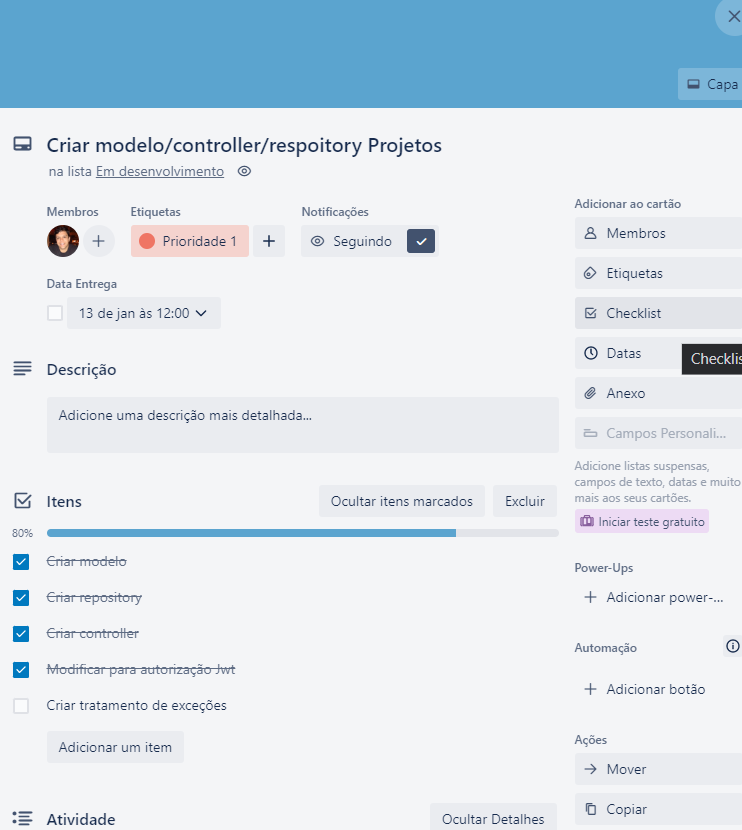 Capa
Criar modelo/controller/respoitory Projetos
na lista Em desenvolvimento
Membros
Etiquetas
Notificações
Prioridade 1
Seguindo
Data Entrega
13 de jan às 12:00
Descrição
Adicione uma descrição mais detalhada...
Itens
Ocultar itens marcados
Excluir
80%
Criar modelo
Criar repository
Criar controller
Modificar para autorização Jwt
Criar tratamento de exceções
Adicionar um item
Atividade
Ocultar Detalhes
Adicionar ao cartão
Membros
Etiquetas
Checklist
Datas
Checklis
Anexo
Campos Personali...
Adicione listas suspensas,
campos de texto, datas e muito
mais aos seus cartões.
Iniciar teste gratuito
Power-Ups
Adicionar power-...
Automação
Adicionar botão
Ações
Mover
Copiar